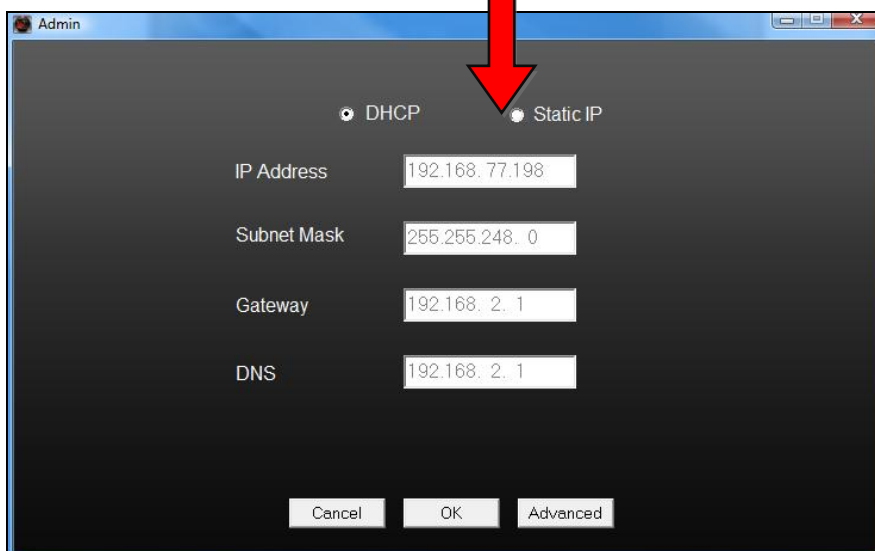 Admin
DHCP Static IP
IP Address 192.168. 77.198
Subnet Mask 255.255.248. 0
Gateway 192.168. 2. 1
DNS 192.168. 2. 1
Cancel OK Advanced